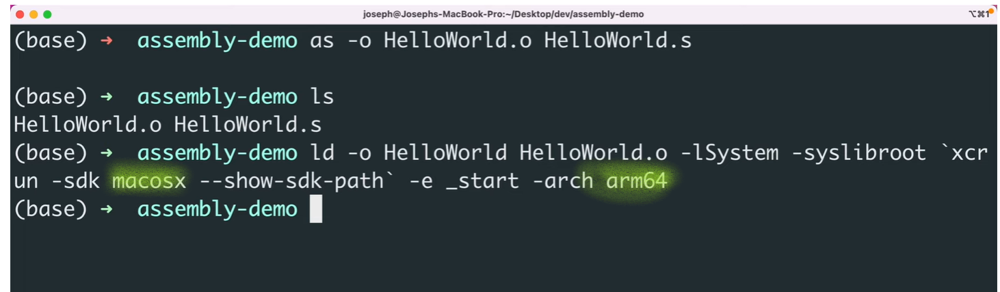 joseph@Josephs-MacBook-Pro:~/Desktop/dev/assembly-demo ⌥⌘1
(base) → assembly-demo as -o HelloWorld.o HelloWorld.s
(base) → assembly-demo ls
HelloWorld.o HelloWorld.s
(base) → assembly-demo ld -o HelloWorld HelloWorld.o -lSystem -syslibroot `xcr
un -sdk macosx --show-sdk-path` -e _start -arch arm64
(base) → assembly-demo